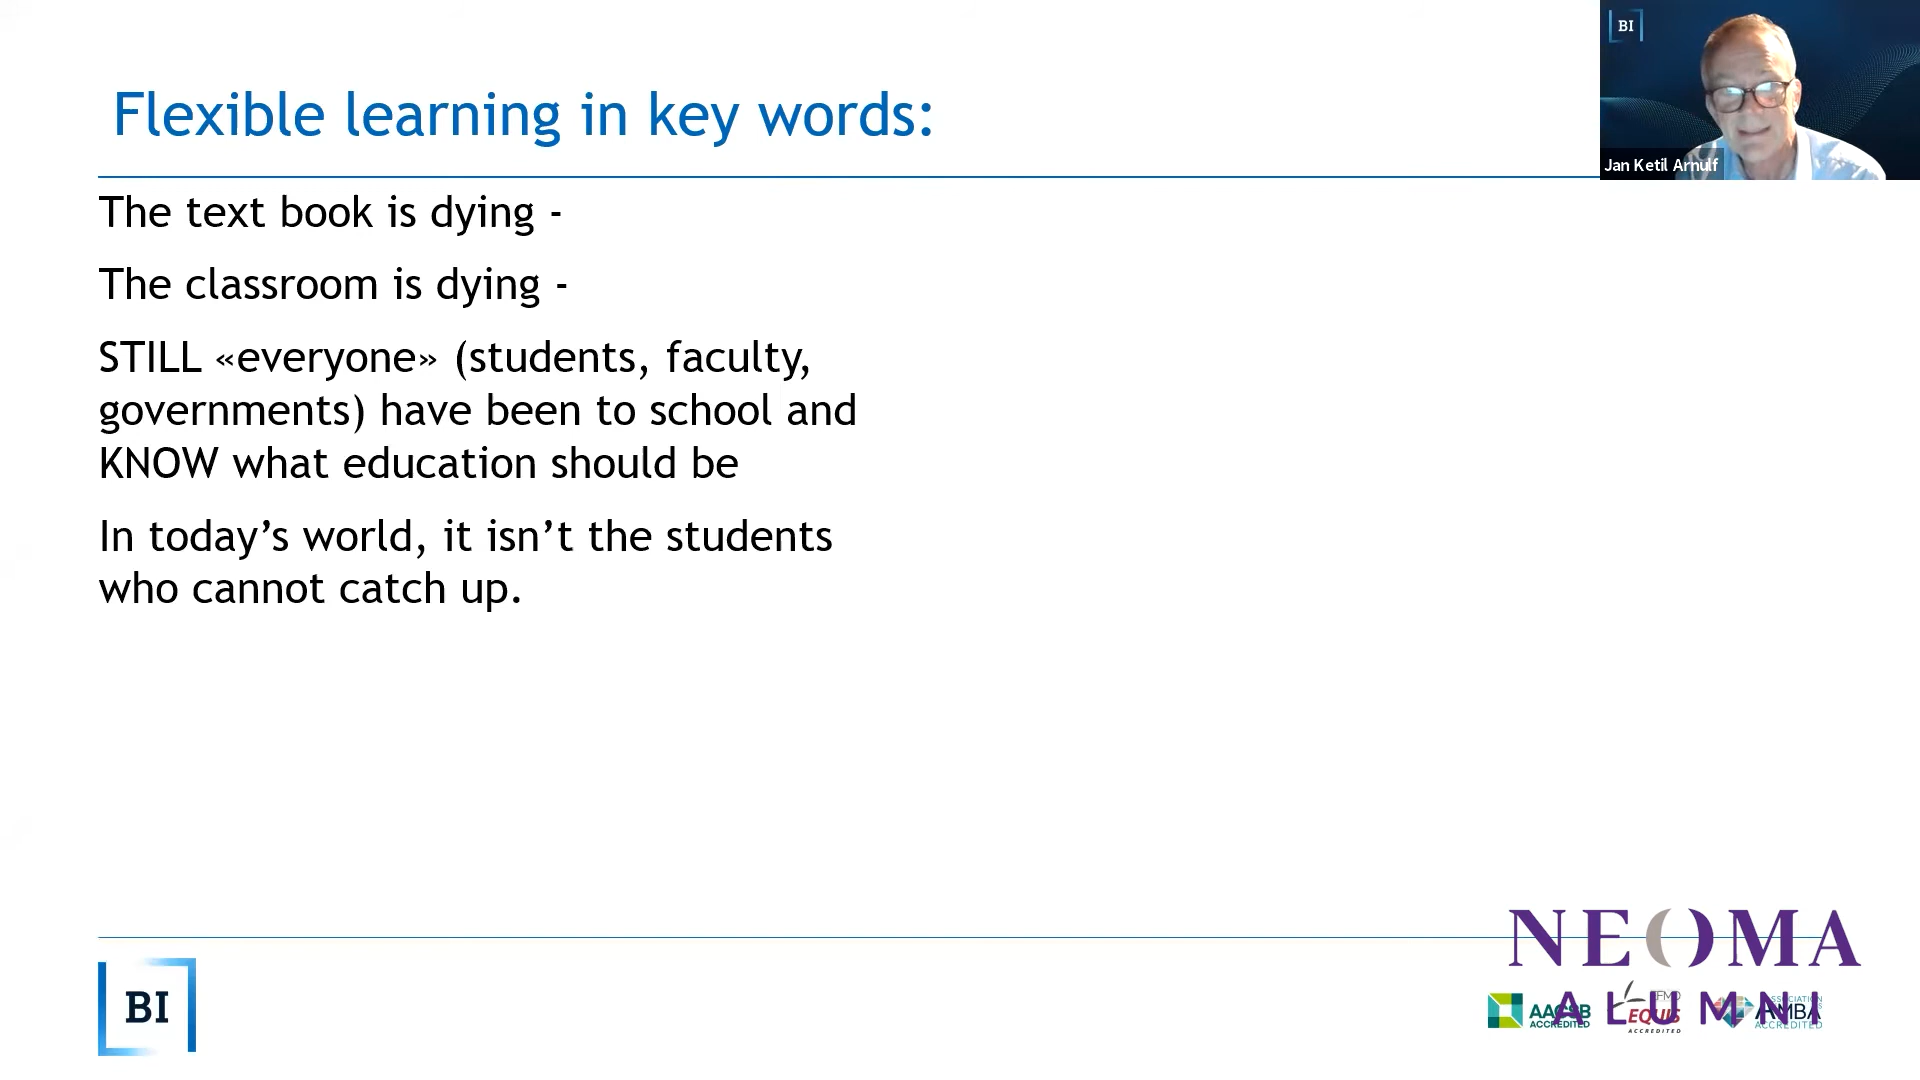 BI
Jan Ketil Arnulf
Flexible learning in key words:
The text book is dying -
The classroom is dying -
STILL «everyone» (students, faculty,
governments) have been to school and
KNOW what education should be
In today’s world, it isn’t the students
who cannot catch up.
BI
NEOMA
ALUMNI
AACSB
ACCREDITED
EFMD
EQUIS
ACCREDITED
ASSOCIATION
AMBA
ACCREDITED